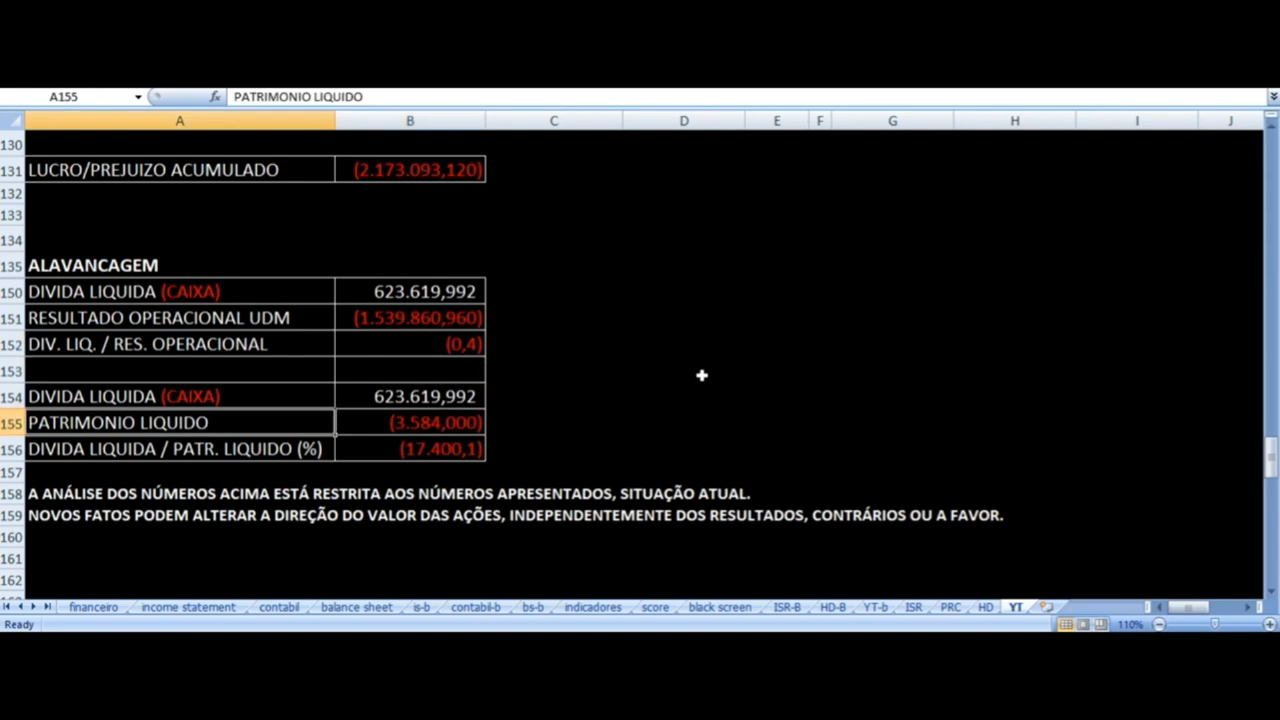 A155 fx PATRIMONIO LIQUIDO
A B C D E F G H I J
130
131 LUCRO/PREJUIZO ACUMULADO (2.173.093,120)
132
133
134
135 ALAVANCAGEM
150 DIVIDA LIQUIDA (CAIXA) 623.619,992
151 RESULTADO OPERACIONAL UDM (1.539.860,960)
152 DIV. LIQ. / RES. OPERACIONAL (0,4)
153
154 DIVIDA LIQUIDA (CAIXA) 623.619,992
155 PATRIMONIO LIQUIDO (3.584,000)
156 DIVIDA LIQUIDA / PATR. LIQUIDO (%) (17.400,1)
157
158 A ANÁLISE DOS NÚMEROS ACIMA ESTÁ RESTRITA AOS NÚMEROS APRESENTADOS, SITUAÇÃO ATUAL.
159 NOVOS FATOS PODEM ALTERAR A DIREÇÃO DO VALOR DAS AÇÕES, INDEPENDENTEMENTE DOS RESULTADOS, CONTRÁRIOS OU A FAVOR.
160
161
162
financeiro income statement contabil balance sheet is-b contabil-b bs-b indicadores score black screen ISR-B HD-B YT-b ISR PRC HD YT
Ready 110%